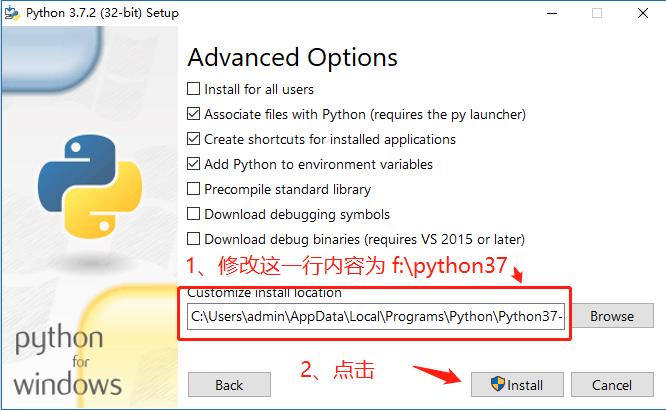 Python 3.7.2 (32-bit) Setup
Advanced Options
Install for all users
Associate files with Python (requires the py launcher)
Create shortcuts for installed applications
Add Python to environment variables
Precompile standard library
Download debugging symbols
Download debug binaries (requires VS 2015 or later)
1、修改这一行内容为 f:\python37
Customize install location
C:\Users\admin\AppData\Local\Programs\Python\Python37-
Browse
python
for
windows
2、点击
Back
Install
Cancel